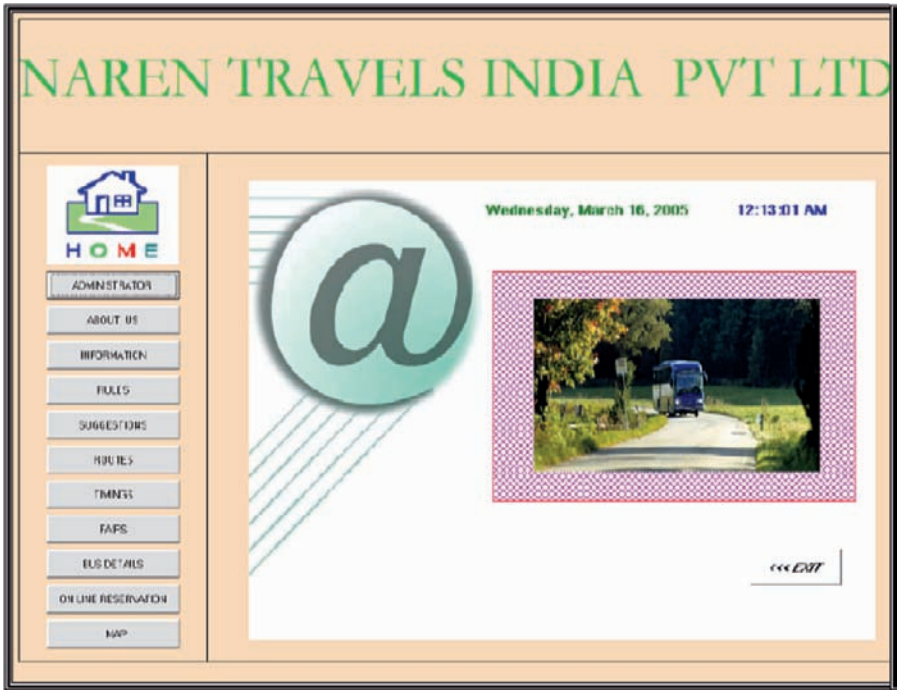 NAREN TRAVELS INDIA PVT LTD
HOME
Wednesday, March 16, 2005 12:13:01 AM
@
ADMINISTRATOR
ABOUT US
INFORMATION
RULES
SUGGESTIONS
ROUTES
TIMINGS
FAIRS
BUS DETAILS
ON LINE RESERVATION
MAP
<<< EXIT